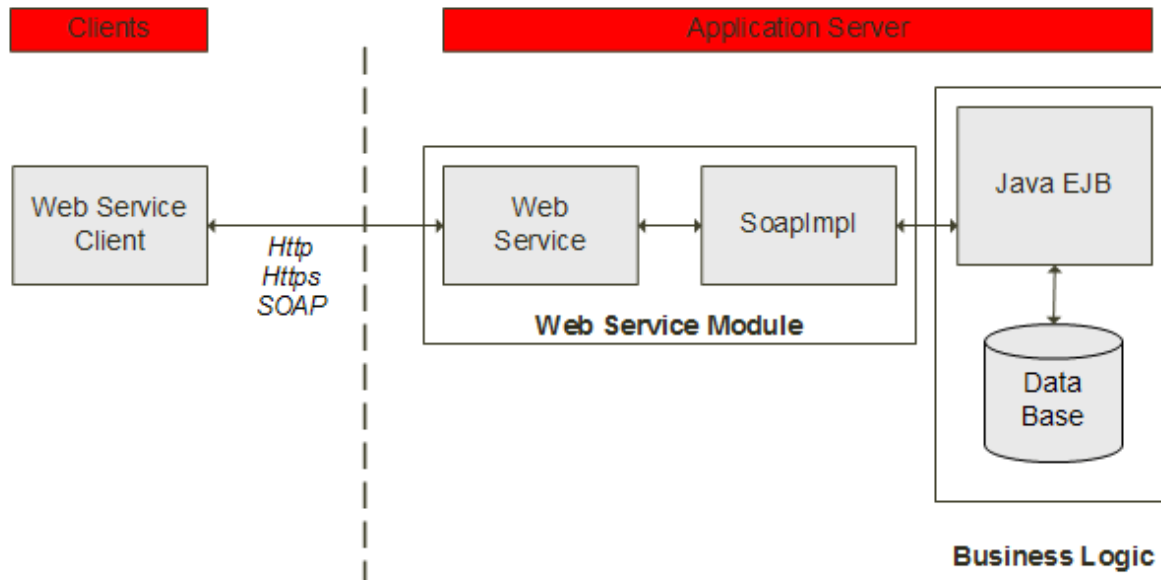 Clients
Application Server
Web Service
Client
Http
Https
SOAP
Web
Service
SoapImpl
Web Service Module
Java EJB
Data
Base
Business Logic